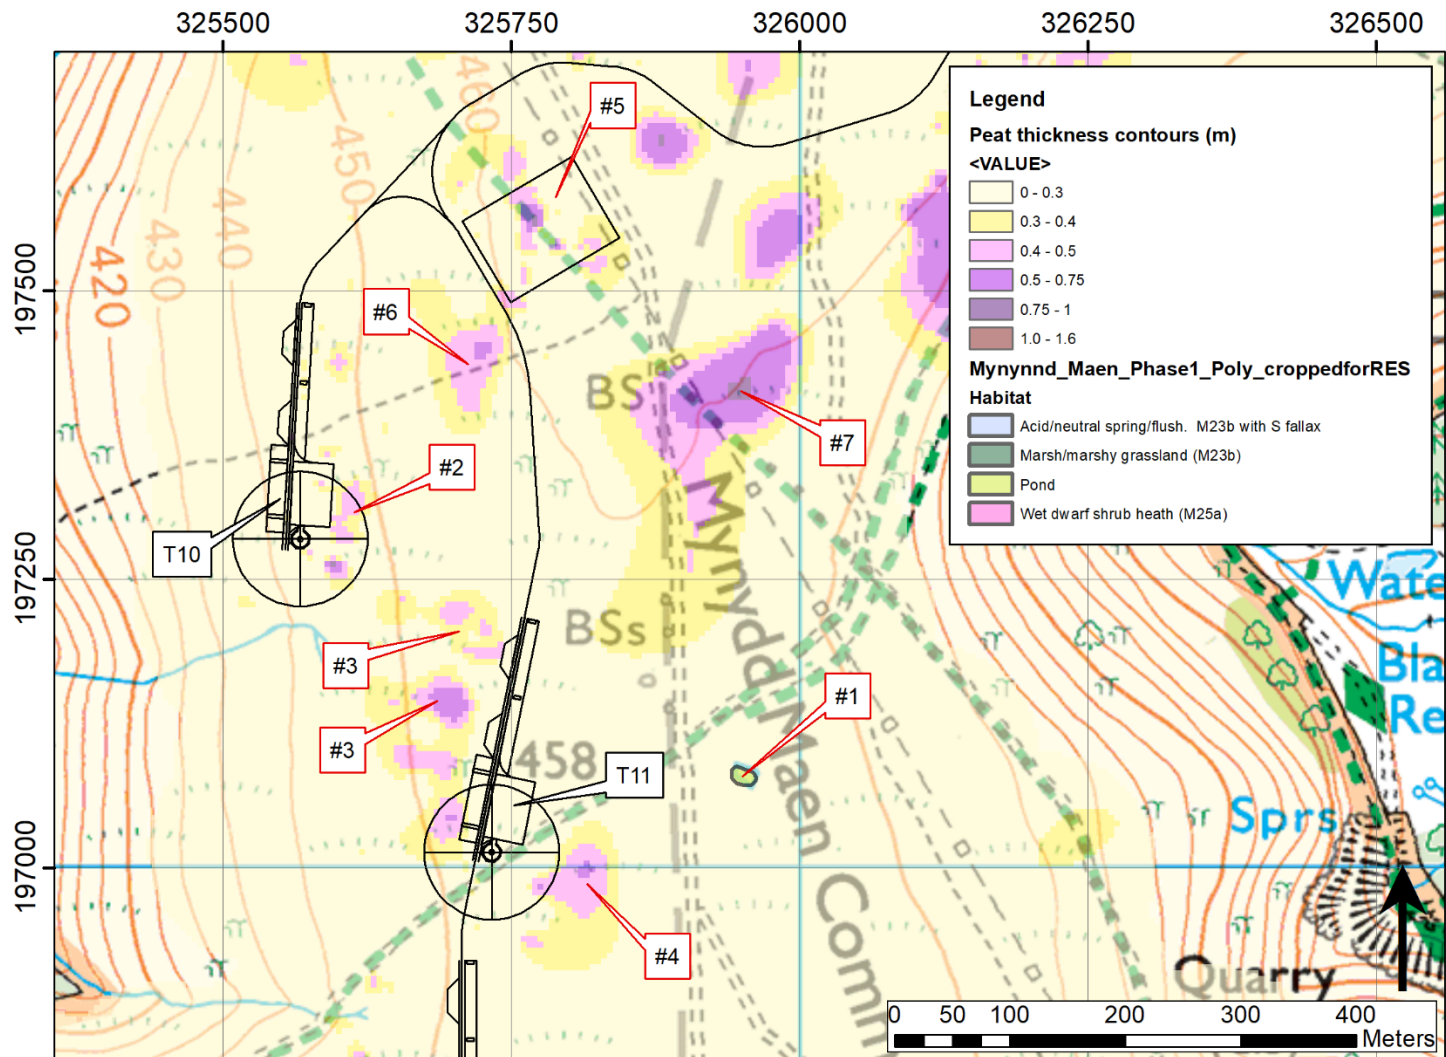 325500
325750
326000
326250
326500
197500
197250
197000
460
450
440
430
420
#5
#6
#2
T10
#7
#3
#3
#1
T11
#4
BS
BSs
458
Mynydd Maen Comm
Wate
Bla
Re
Sprs
Quarry
Legend
Peat thickness contours (m)
<VALUE>
0 - 0.3
0.3 - 0.4
0.4 - 0.5
0.5 - 0.75
0.75 - 1
1.0 - 1.6
Mynynnd_Maen_Phase1_Poly_croppedforRES
Habitat
Acid/neutral spring/flush. M23b with S fallax
Marsh/marshy grassland (M23b)
Pond
Wet dwarf shrub heath (M25a)
0 50 100 200 300 400
Meters